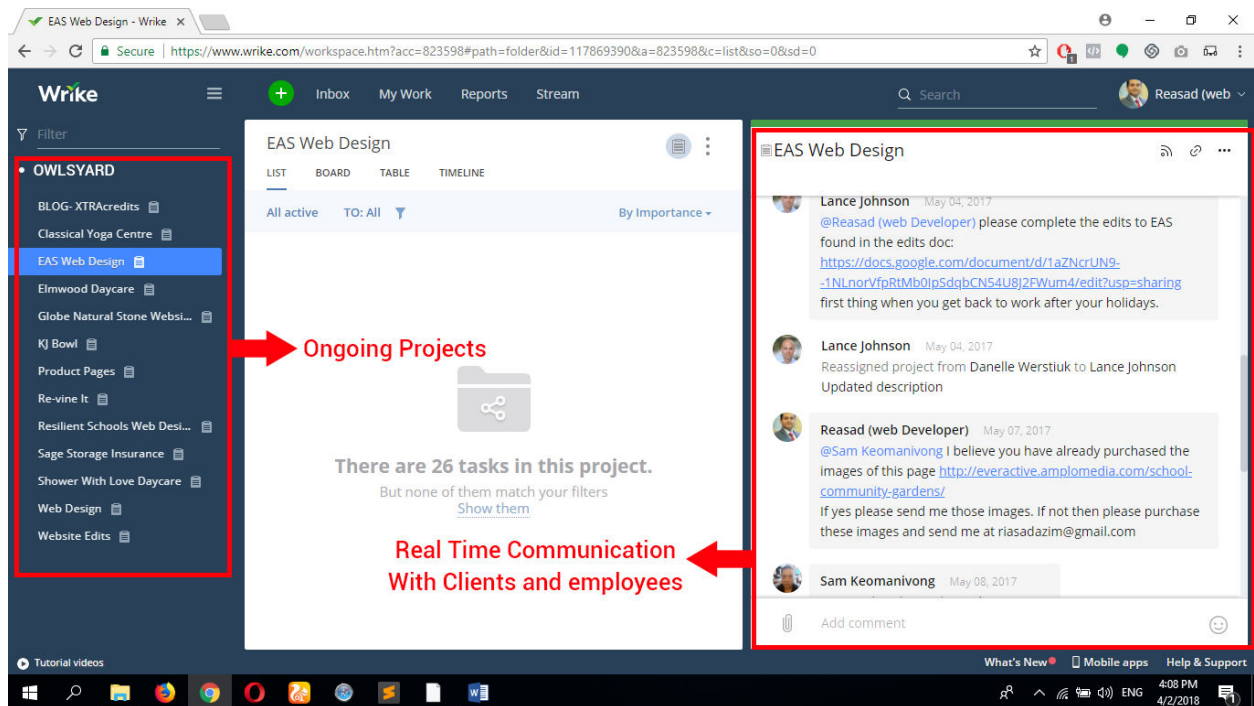 EAS Web Design - Wrike
Secure | https://www.wrike.com/workspace.htm?acc=823598#path=folder&id=117869390&a=823598&c=list&so=0&sd=0
1
Wrike
Inbox My Work Reports Stream
Search
Reasad (web
Filter
OWLSYARD
BLOG- XTRAcredits
Classical Yoga Centre
EAS Web Design
Elmwood Daycare
Globe Natural Stone Websi...
KJ Bowl
Product Pages
Re-vine It
Resilient Schools Web Desi...
Sage Storage Insurance
Shower With Love Daycare
Web Design
Website Edits
Ongoing Projects
EAS Web Design
LIST BOARD TABLE TIMELINE
All active TO: All By Importance
There are 26 tasks in this project.
But none of them match your filters
Show them
Real Time Communication
With Clients and employees
EAS Web Design
Lance Johnson May 04, 2017
@Reasad (web Developer) please complete the edits to EAS
found in the edits doc:
https://docs.google.com/document/d/1aZNcrUN9-
-1NLnorVfpRtMb0IpSdqbCN54U8J2FWum4/edit?usp=sharing
first thing when you get back to work after your holidays.
Lance Johnson May 04, 2017
Reassigned project from Danelle Werstiuk to Lance Johnson
Updated description
Reasad (web Developer) May 07, 2017
@Sam Keomanivong I believe you have already purchased the
images of this page http://everactive.amplomedia.com/school-
community-gardens/
If yes please send me those images. If not then please purchase
these images and send me at riasadazim@gmail.com
Sam Keomanivong May 08, 2017
Add comment
Tutorial videos
What's New Mobile apps Help & Support
ENG
4:08 PM
4/2/2018
1